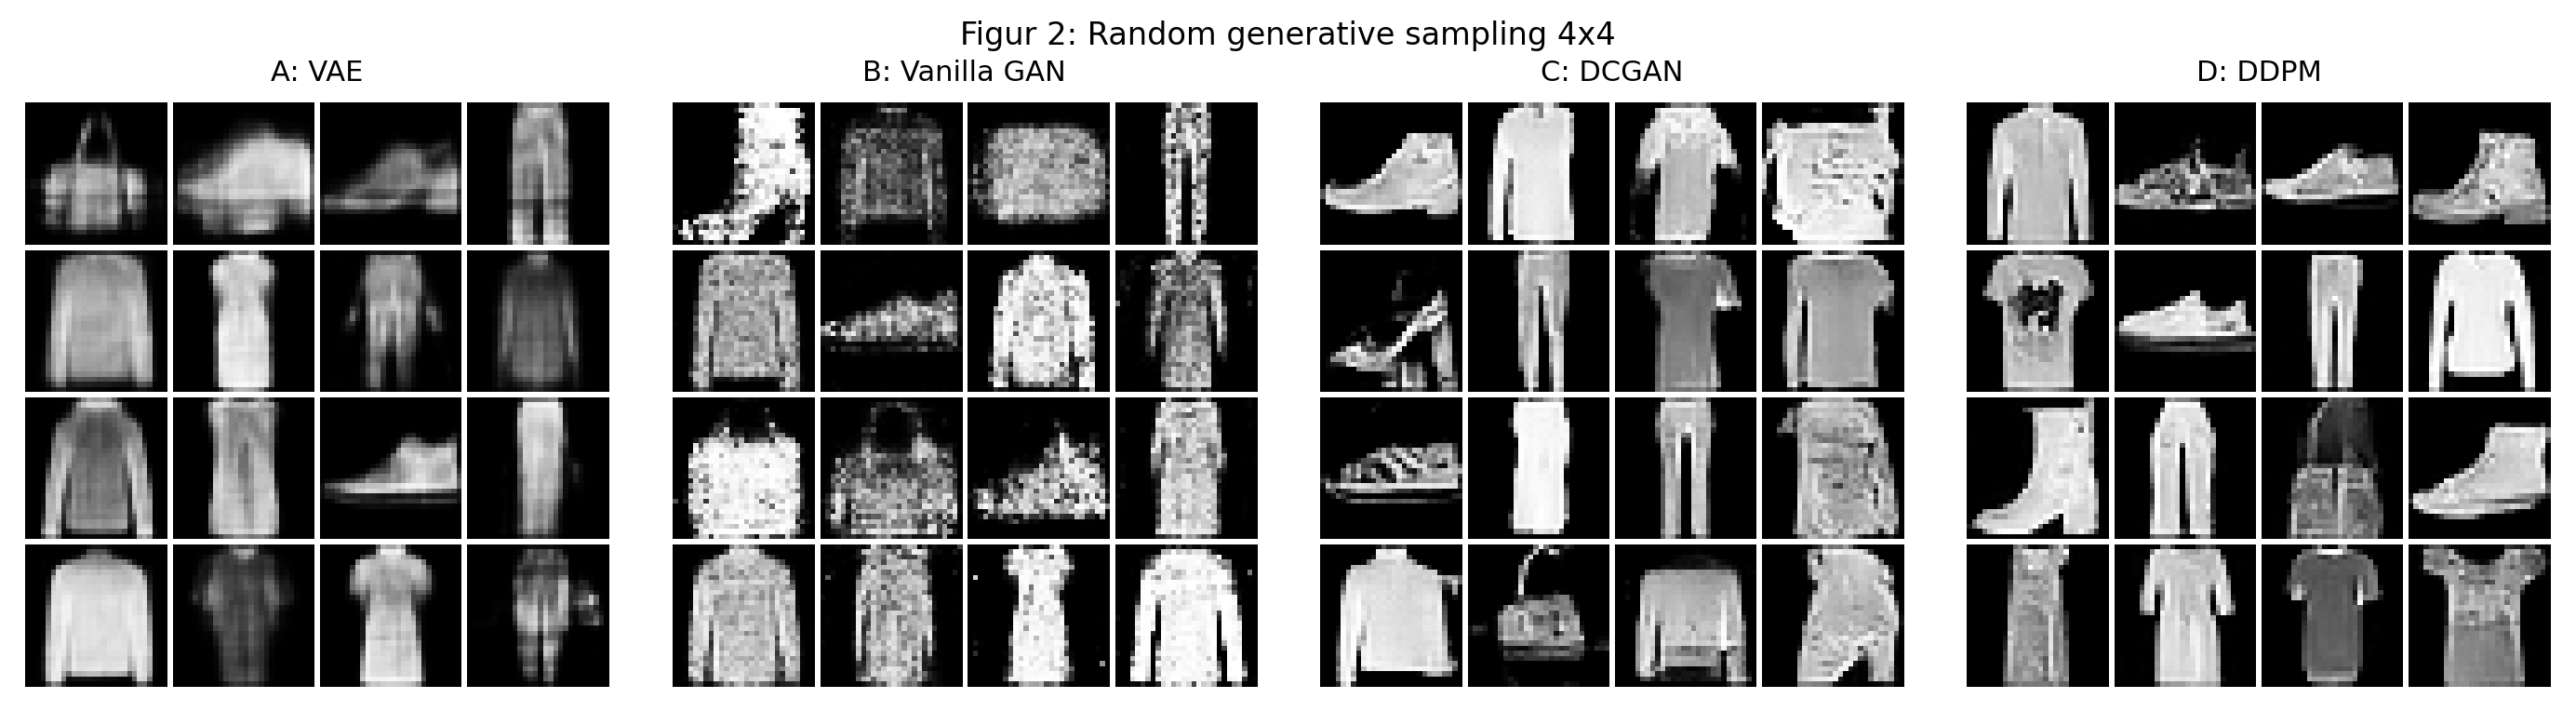 Figur 2: Random generative sampling 4x4
A: VAE
B: Vanilla GAN
C: DCGAN
D: DDPM